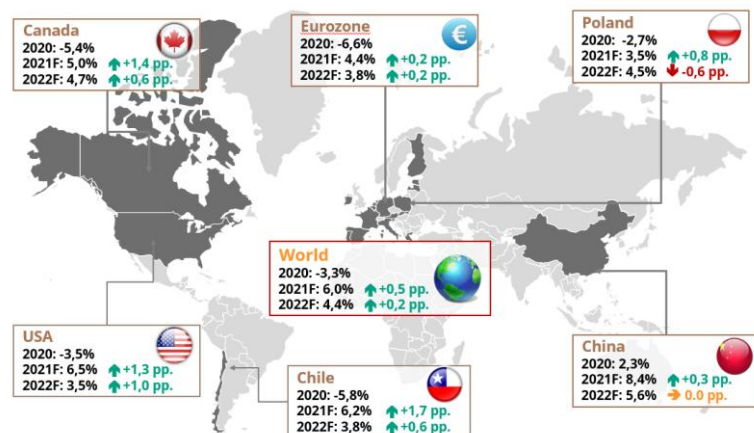 Canada
2020: -5,4%
2021F: 5,0% +1,4 pp.
2022F: 4,7% +0,6 pp.
Eurozone
2020: -6,6%
2021F: 4,4% +0,2 pp.
2022F: 3,8% +0,2 pp.
€
Poland
2020: -2,7%
2021F: 3,5% +0,8 pp.
2022F: 4,5% -0,6 pp.
World
2020: -3,3%
2021F: 6,0% +0,5 pp.
2022F: 4,4% +0,2 pp.
USA
2020: -3,5%
2021F: 6,5% +1,3 pp.
2022F: 3,5% +1,0 pp.
Chile
2020: -5,8%
2021F: 6,2% +1,7 pp.
2022F: 3,8% +0,6 pp.
China
2020: 2,3%
2021F: 8,4% +0,3 pp.
2022F: 5,6% 0.0 pp.